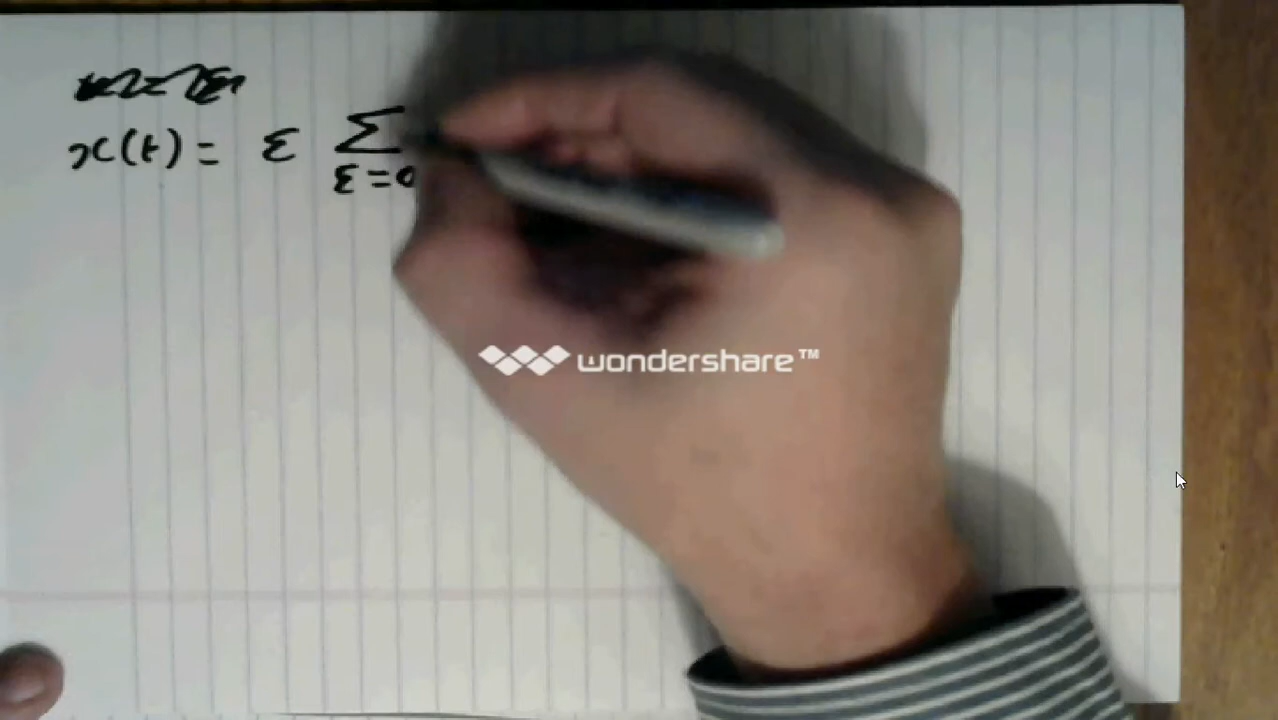 x(t) = ε Σ
ε=0
wondershare™